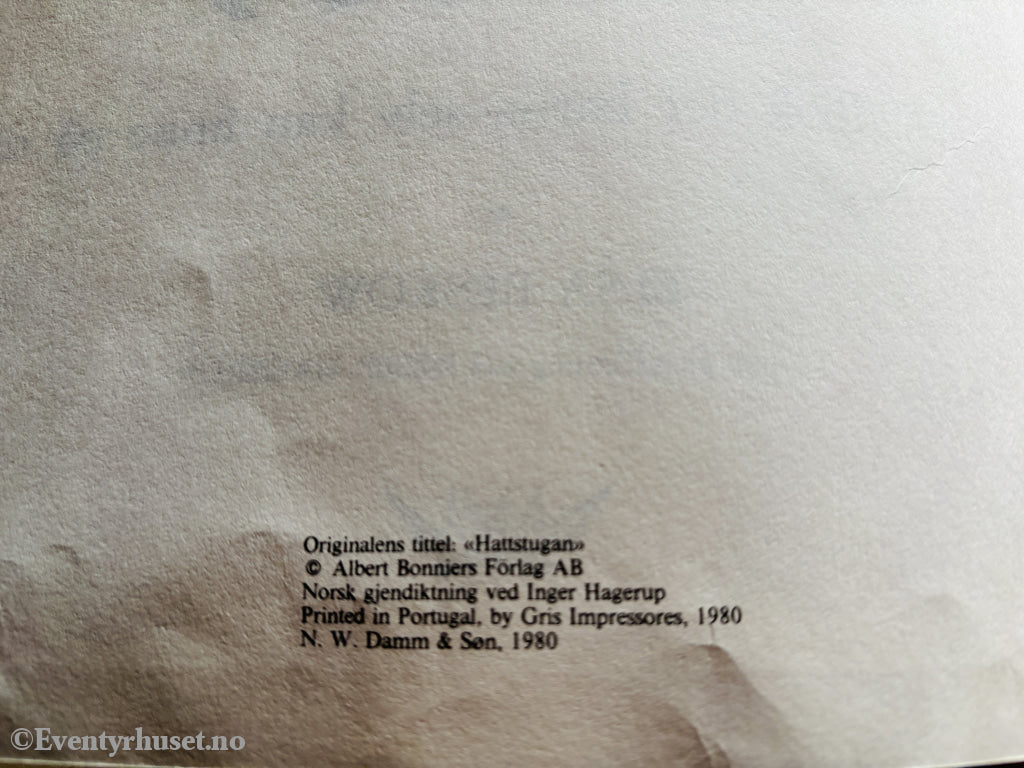 Originalens tittel: «Hattstugan»
© Albert Bonniers Förlag AB
Norsk gjendiktning ved Inger Hagerup
Printed in Portugal, by Gris Impressores, 1980
N. W. Damm & Søn, 1980
©Eventyrhuset.no